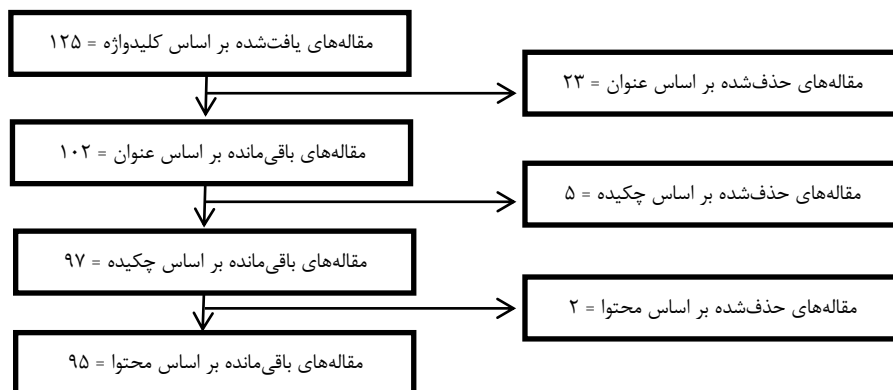 مقاله‌های یافت‌شده بر اساس کلیدواژه = ۱۲۵
مقاله‌های حذف‌شده بر اساس عنوان = ۲۳
مقاله‌های باقی‌مانده بر اساس عنوان = ۱۰۲
مقاله‌های حذف‌شده بر اساس چکیده = ۵
مقاله‌های باقی‌مانده بر اساس چکیده = ۹۷
مقاله‌های حذف‌شده بر اساس محتوا = ۲
مقاله‌های باقی‌مانده بر اساس محتوا = ۹۵